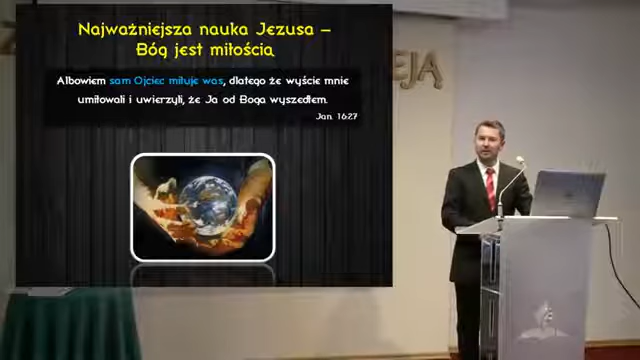 Najważniejsza nauka Jezusa –
Bóg jest miłością
Albowiem sam Ojciec miłuje was, dlatego że wyście mnie
umiłowali i uwierzyli, że Ja od Boga wyszedłem.
Jan. 16:27
EJĄ